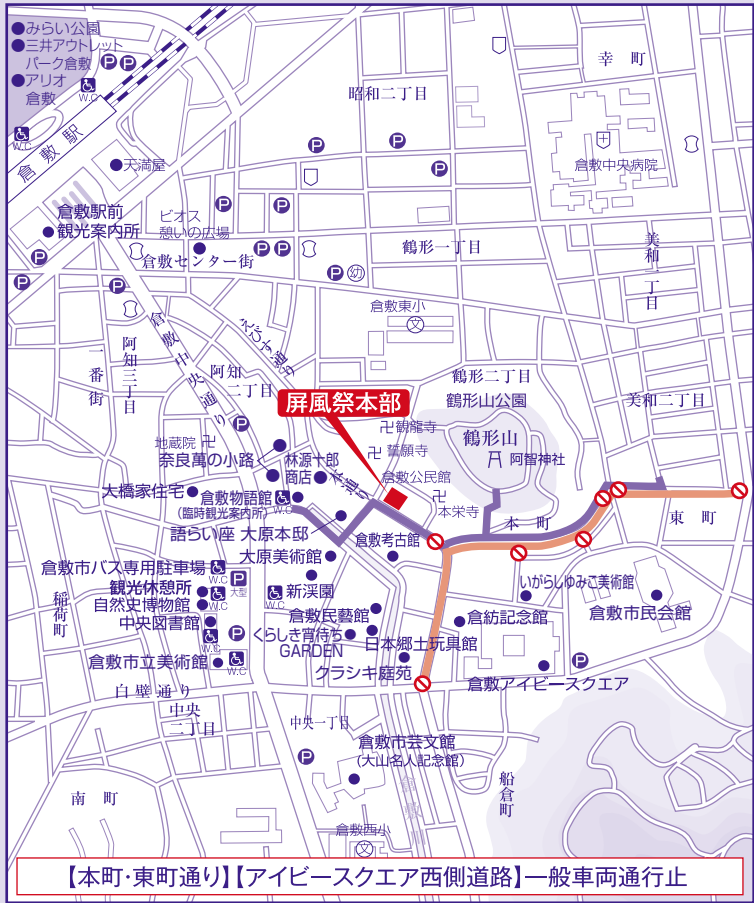 みらい公園
三井アウトレット
パーク倉敷
アリオ
倉敷
P P
W.C
W.C
倉敷駅
天満屋
昭和二丁目
幸町
倉敷中央病院
P
P
P
倉敷駅前
観光案内所
P
P
ビオス
憩いの広場
P P
P
P
P
倉敷センター街
鶴形一丁目
P 幼
美和一丁目
倉敷東小
文
倉敷中央通り
えびす通り
一番街
阿知三丁目
阿知
二丁目
P
屏風祭本部
鶴形二丁目
鶴形山公園
鶴形山
阿智神社
美和二丁目
観龍寺
誓願寺
倉敷公民館
本栄寺
地蔵院
奈良萬の小路
林源十郎
商店
本通り
大橋家住宅
倉敷物語館
(臨時観光案内所)
W.C
語らい座 大原本邸
倉敷考古館
本町
東町
大原美術館
倉敷市バス専用駐車場
W.C
P
大型
観光休憩所
W.C
自然史博物館
中央図書館
W.C
稲荷町
新渓園
W.C
倉敷民藝館
くらしき宵待ち
GARDEN
P
日本郷土玩具館
クラシキ庭苑
倉敷市立美術館
W.C
いがらしゆみこ美術館
倉紡記念館
倉敷市民会館
倉敷アイビースクエア
P
白壁通り
中央
二丁目
中央一丁目
P
倉敷市芸文館
(大山名人記念館)
倉敷川
船倉町
南町
倉敷西小
文
【本町・東町通り】【アイビースクエア西側道路】一般車両通行止